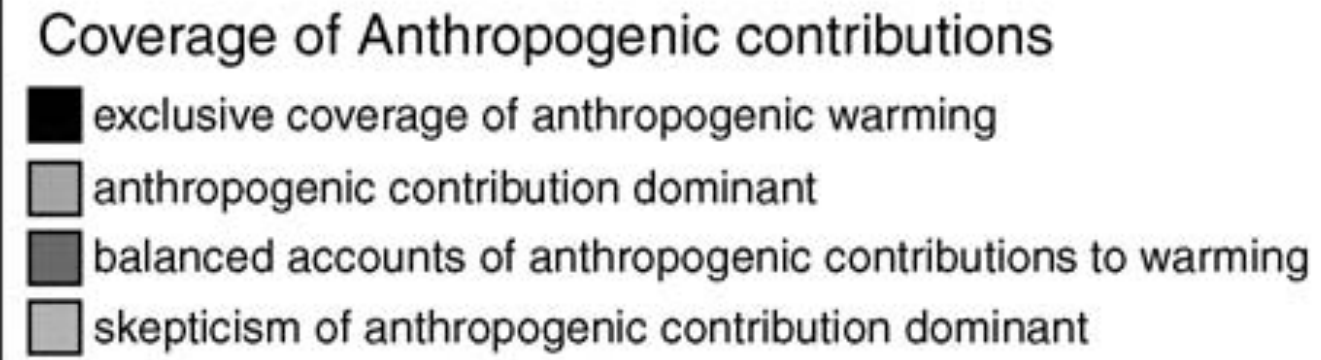 Coverage of Anthropogenic contributions
exclusive coverage of anthropogenic warming
anthropogenic contribution dominant
balanced accounts of anthropogenic contributions to warming
skepticism of anthropogenic contribution dominant